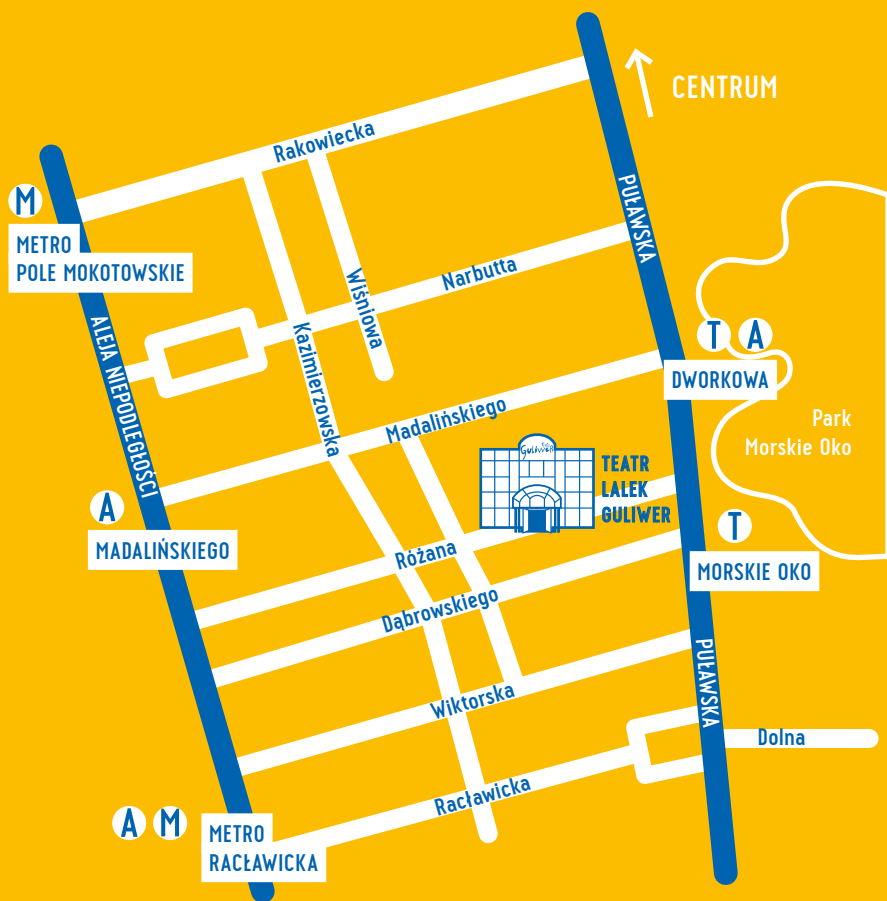 CENTRUM
Rakowiecka
PUŁAWSKA
M
METRO
POLE MOKOTOWSKIE
Wiśniowa
Narbutta
Kazimierzowska
ALEJA NIEPODLEGŁOŚCI
T A
DWORKOWA
Park
Morskie Oko
Madalińskiego
GULIWER
TEATR
LALEK
GULIWER
A
MADALIŃSKIEGO
T
MORSKIE OKO
Różana
Dąbrowskiego
PUŁAWSKA
Wiktorska
Dolna
Racławicka
A M
METRO
RACŁAWICKA